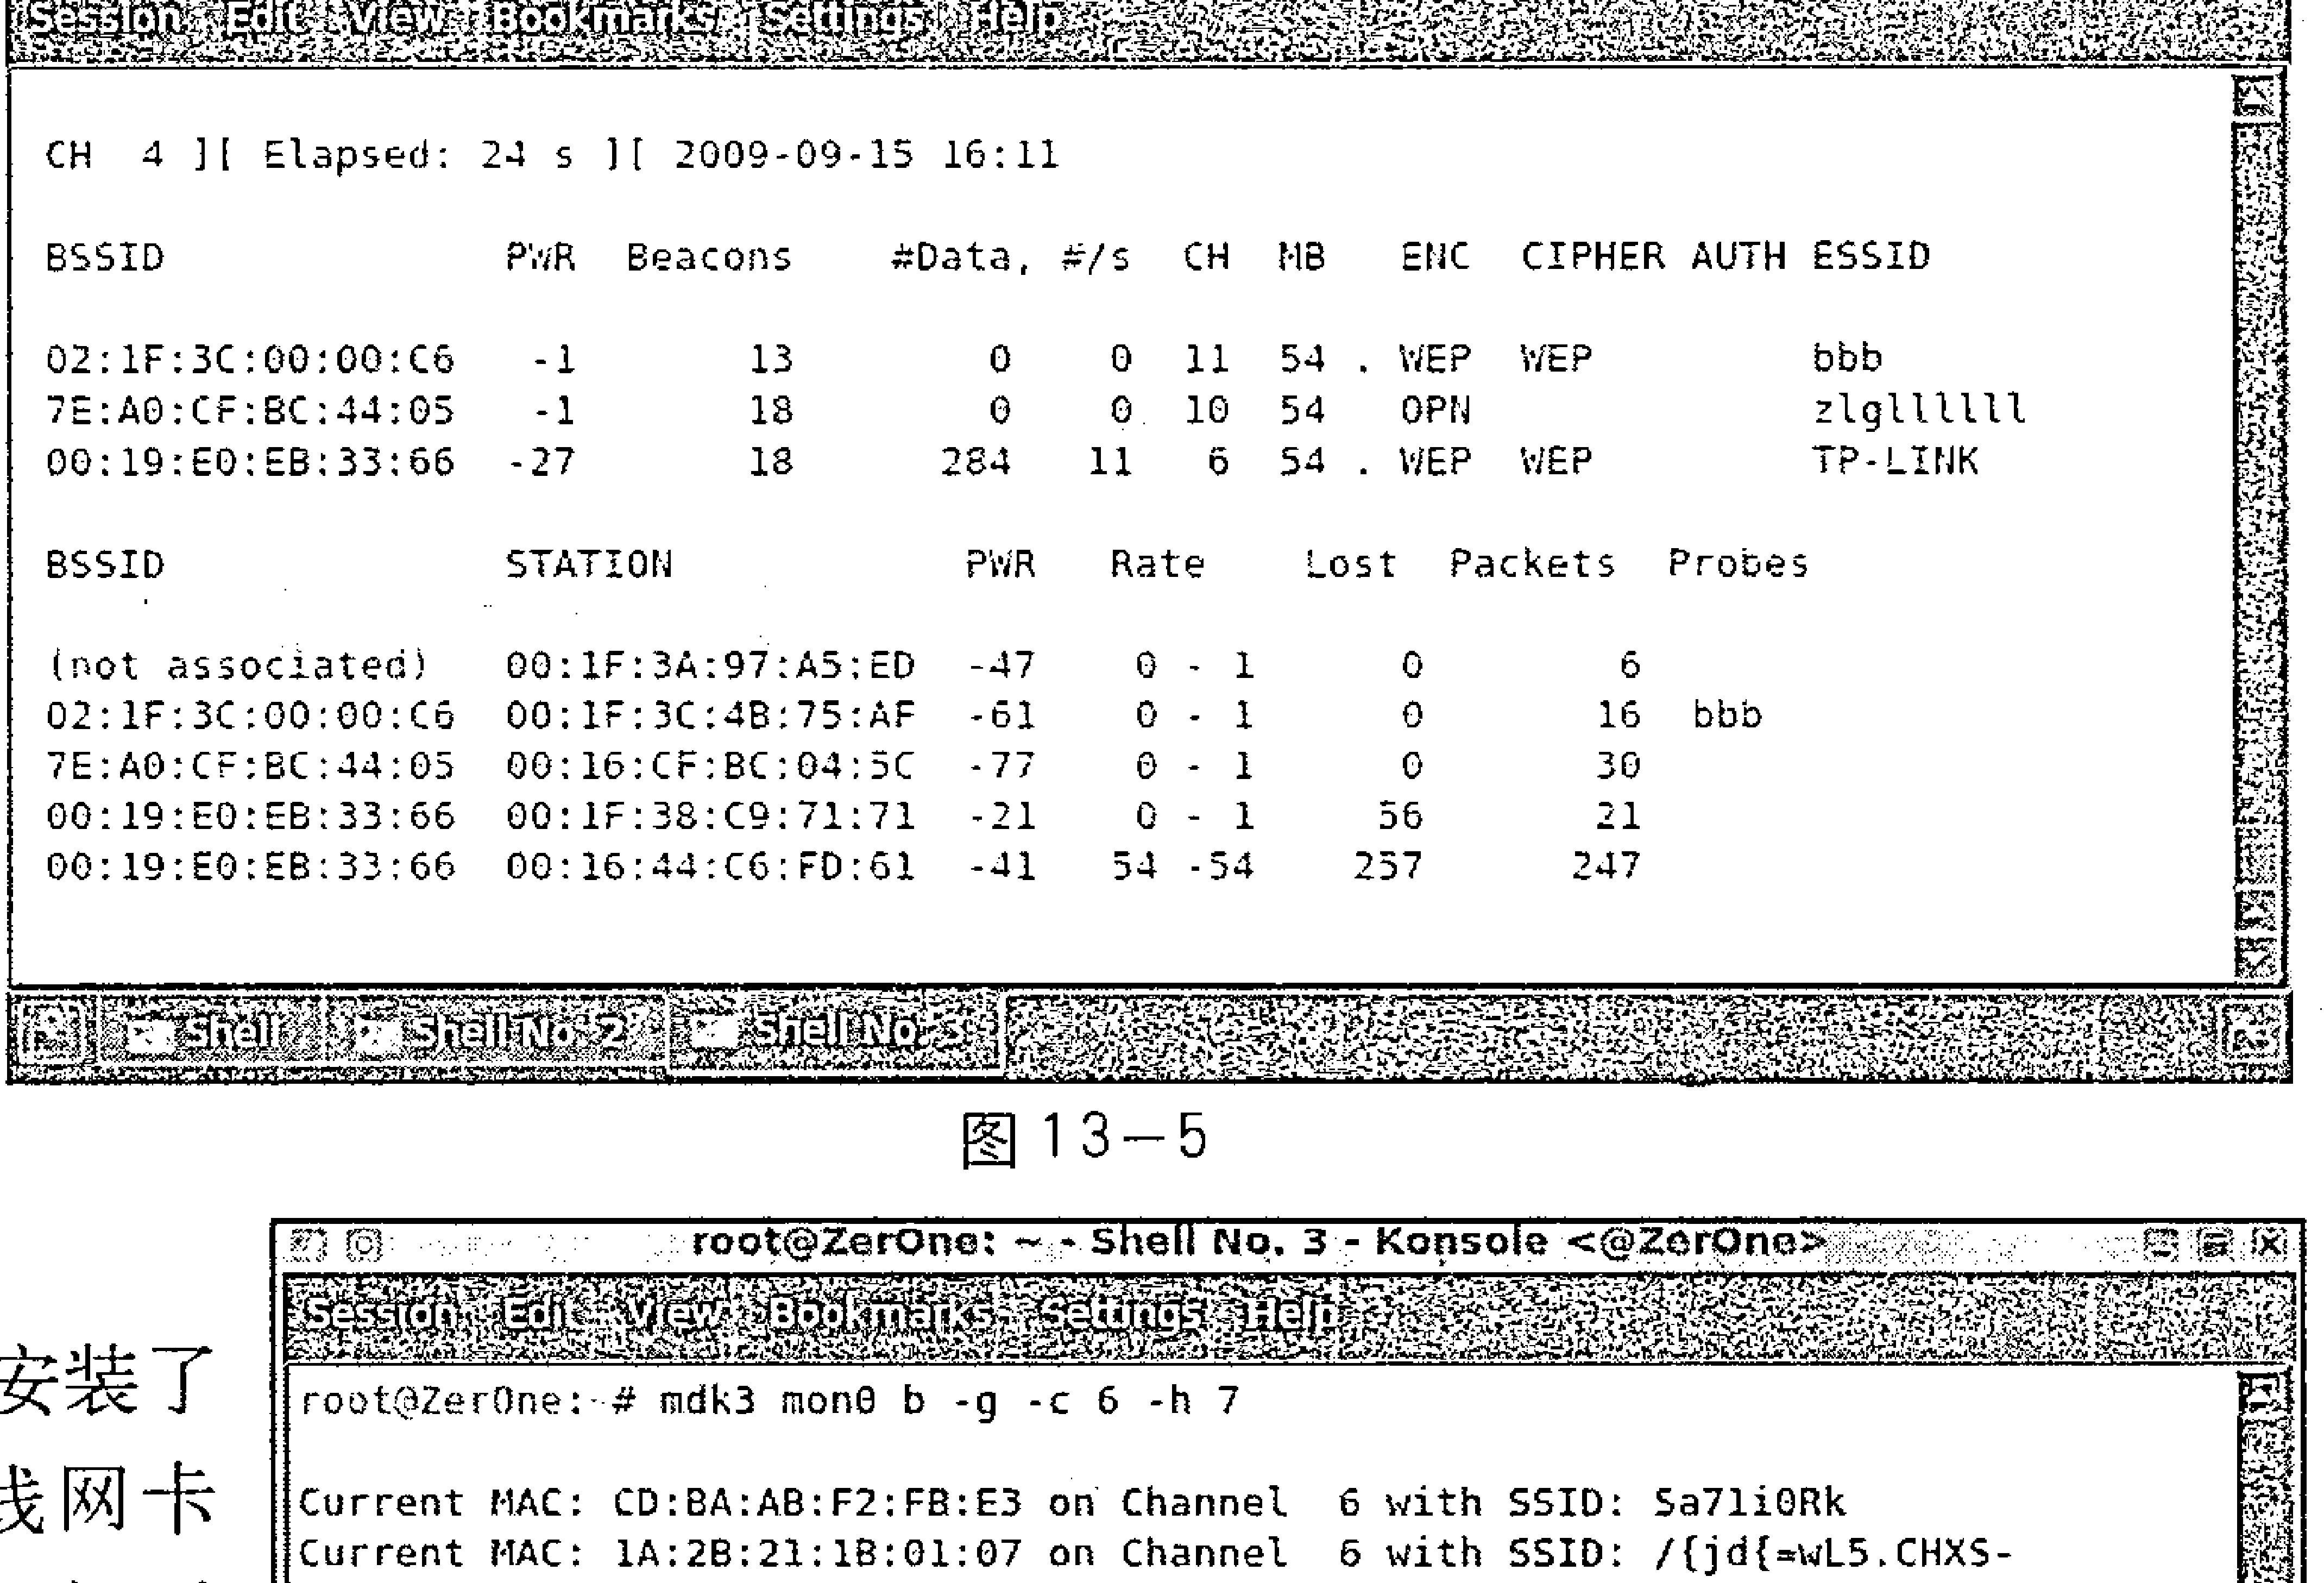 Session Edit View Bookmarks Settings Help
CH 4 ][ Elapsed: 24 s ][ 2009-09-15 16:11
BSSID PWR Beacons #Data, #/s CH MB ENC CIPHER AUTH ESSID
02:1F:3C:00:00:C6 -1 13 0 0 11 54 . WEP WEP bbb
7E:A0:CF:BC:44:05 -1 18 0 0 10 54 OPN zlgllllll
00:19:E0:EB:33:66 -27 18 284 11 6 54 . WEP WEP TP-LINK
BSSID STATION PWR Rate Lost Packets Probes
(not associated) 00:1F:3A:97:A5:ED -47 0 - 1 0 6
02:1F:3C:00:00:C6 00:1F:3C:4B:75:AF -61 0 - 1 0 16 bbb
7E:A0:CF:BC:44:05 00:16:CF:BC:04:5C -77 0 - 1 0 30
00:19:E0:EB:33:66 00:1F:38:C9:71:71 -21 0 - 1 56 21
00:19:E0:EB:33:66 00:16:44:C6:FD:61 -41 54 -54 257 247
Shell Shell No. 2 Shell No. 3
图 13-5
root@ZerOne: ~ - Shell No. 3 - Konsole <@ZerOne>
Session Edit View Bookmarks Settings Help
安装了
线网卡
root@ZerOne:~# mdk3 mon0 b -g -c 6 -h 7
Current MAC: CD:BA:AB:F2:FB:E3 on Channel 6 with SSID: Sa7li0Rk
Current MAC: 1A:2B:21:1B:01:07 on Channel 6 with SSID: /{jd{=wL5.CHXS-